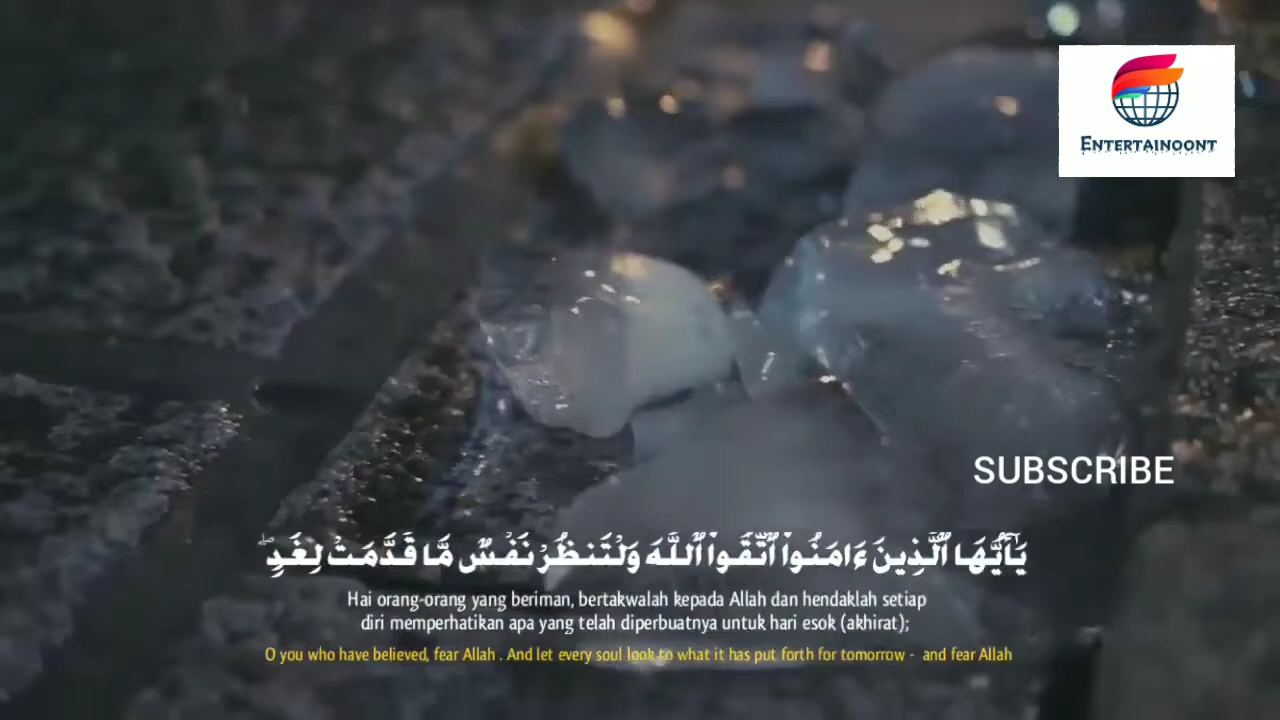 ENTERTAINOONT
SUBSCRIBE
يَـٰٓأَيُّهَا ٱلَّذِينَ ءَامَنُوا۟ ٱتَّقُوا۟ ٱللَّهَ وَلْتَنظُرْ نَفْسٌ مَّا قَدَّمَتْ لِغَدٍ ۖ
Hai orang-orang yang beriman, bertakwalah kepada Allah dan hendaklah setiap
diri memperhatikan apa yang telah diperbuatnya untuk hari esok (akhirat);
O you who have believed, fear Allah . And let every soul look to what it has put forth for tomorrow - and fear Allah